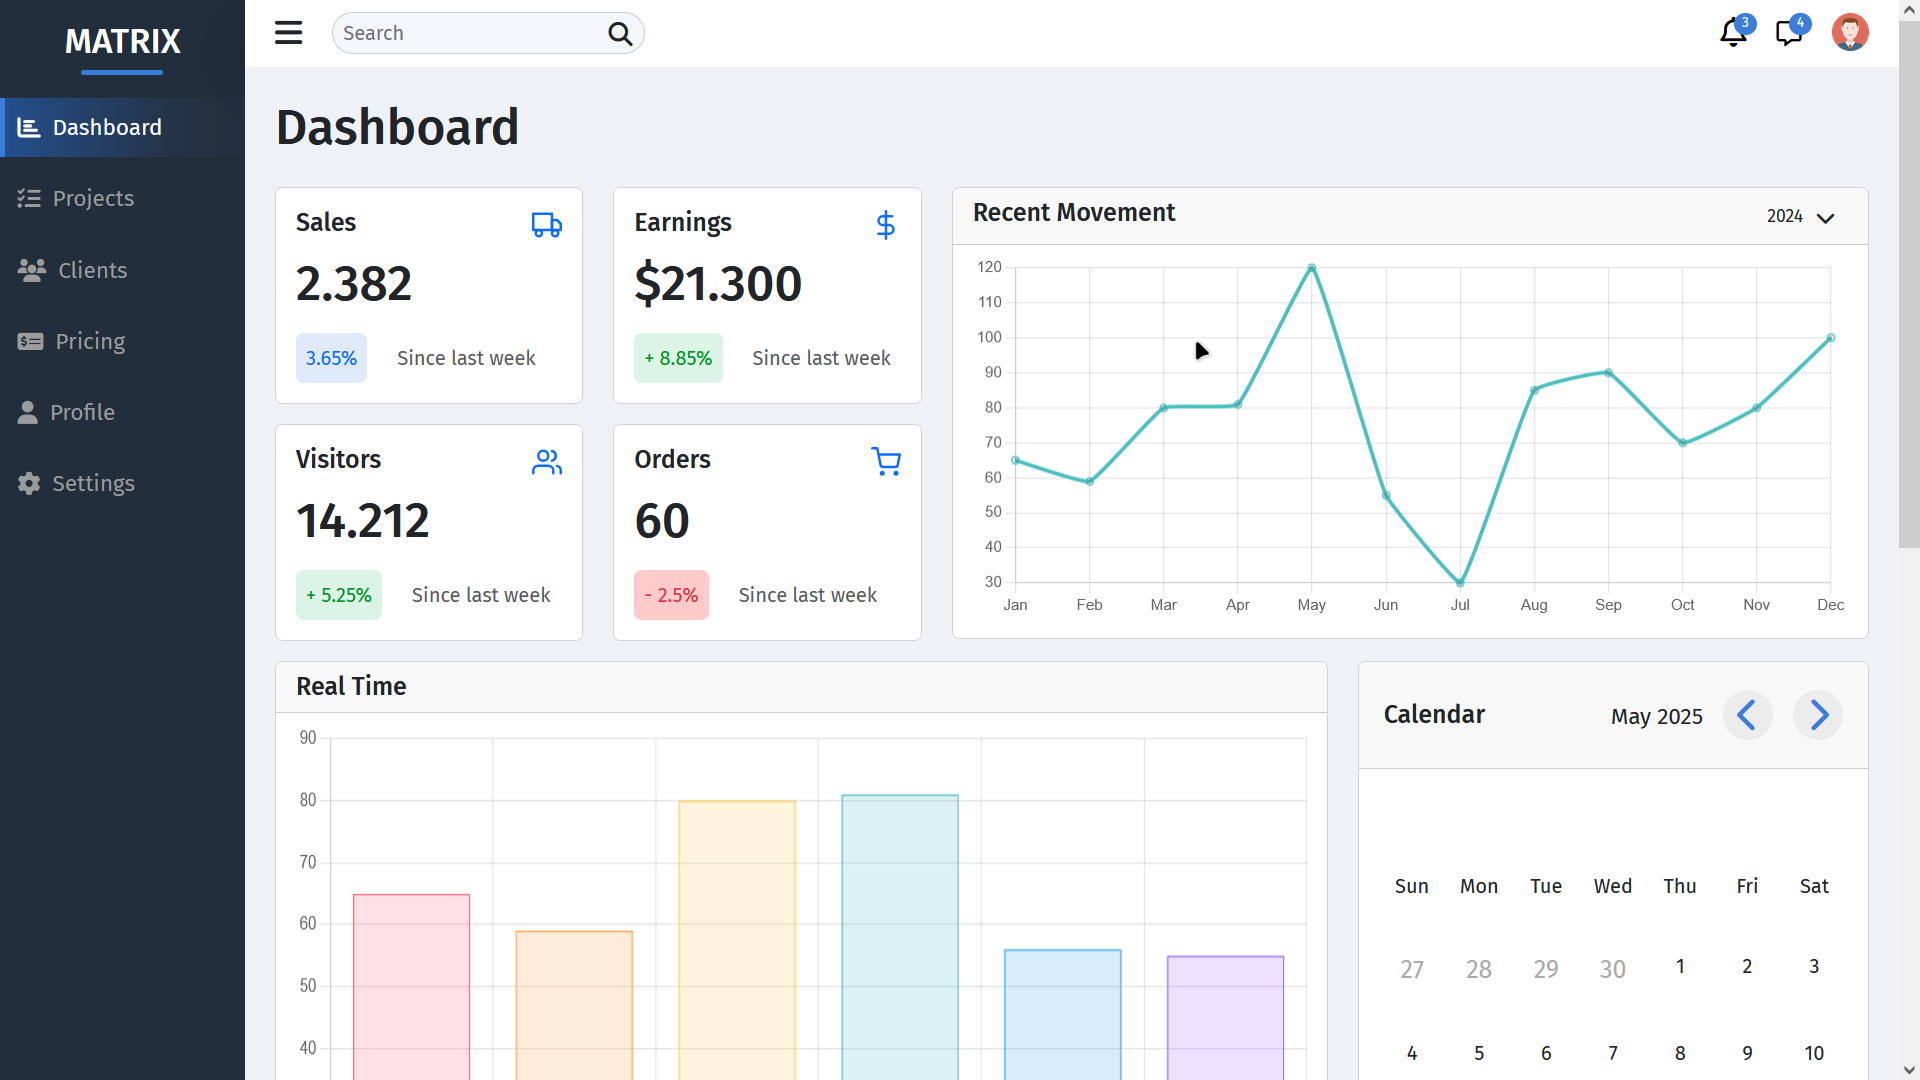 MATRIX
Dashboard
Projects
Clients
Pricing
Profile
Settings
Search
3
4
Dashboard
Sales
2.382
3.65% Since last week
Earnings
$21.300
+ 8.85% Since last week
Visitors
14.212
+ 5.25% Since last week
Orders
60
- 2.5% Since last week
Recent Movement
2024
120
110
100
90
80
70
60
50
40
30
Jan Feb Mar Apr May Jun Jul Aug Sep Oct Nov Dec
Real Time
90
80
70
60
50
40
Calendar
May 2025
Sun Mon Tue Wed Thu Fri Sat
27 28 29 30 1 2 3
4 5 6 7 8 9 10